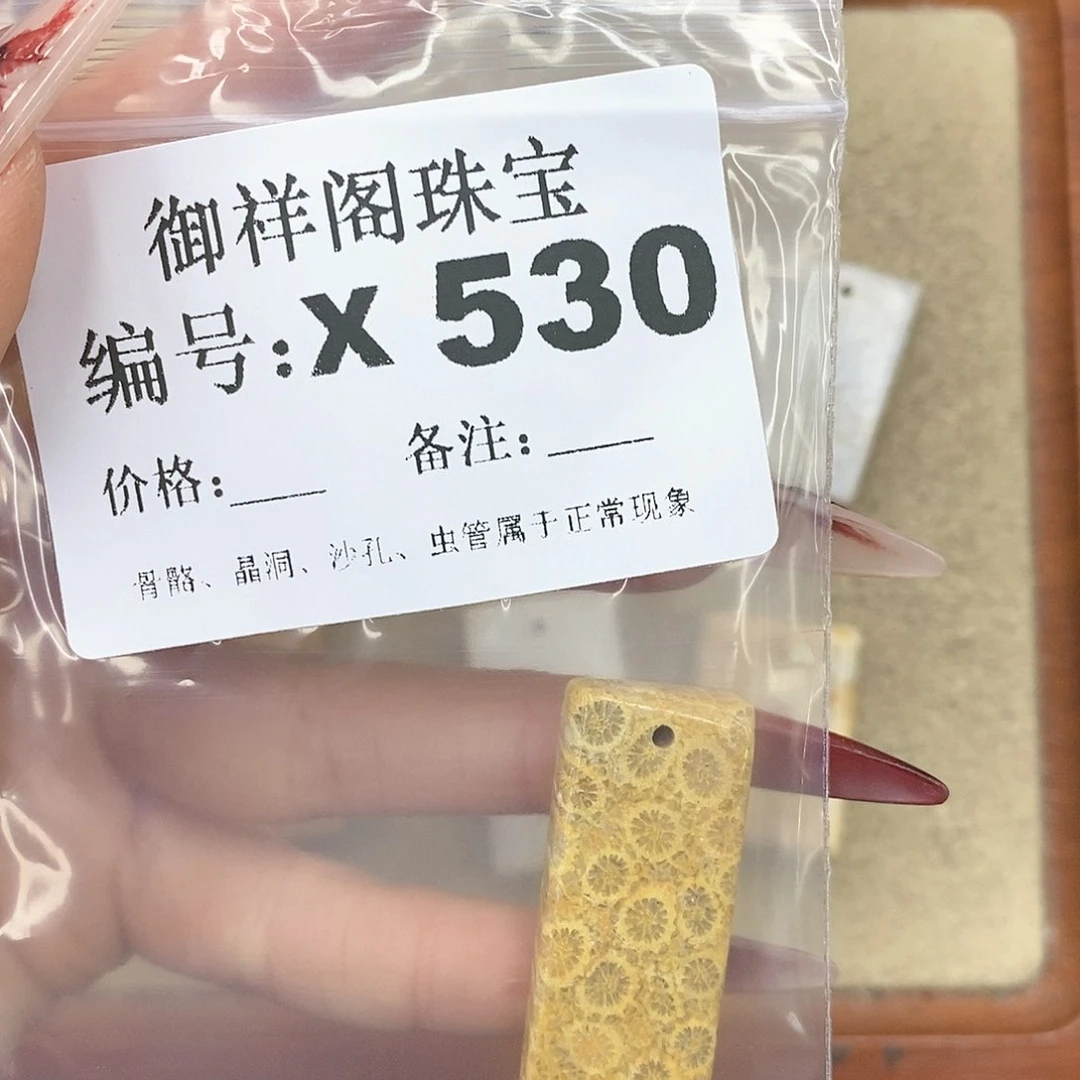 御祥阁珠宝
编号:X 530
价格:___ 备注:____
骨骼、晶洞、沙孔、虫管属于正常现象